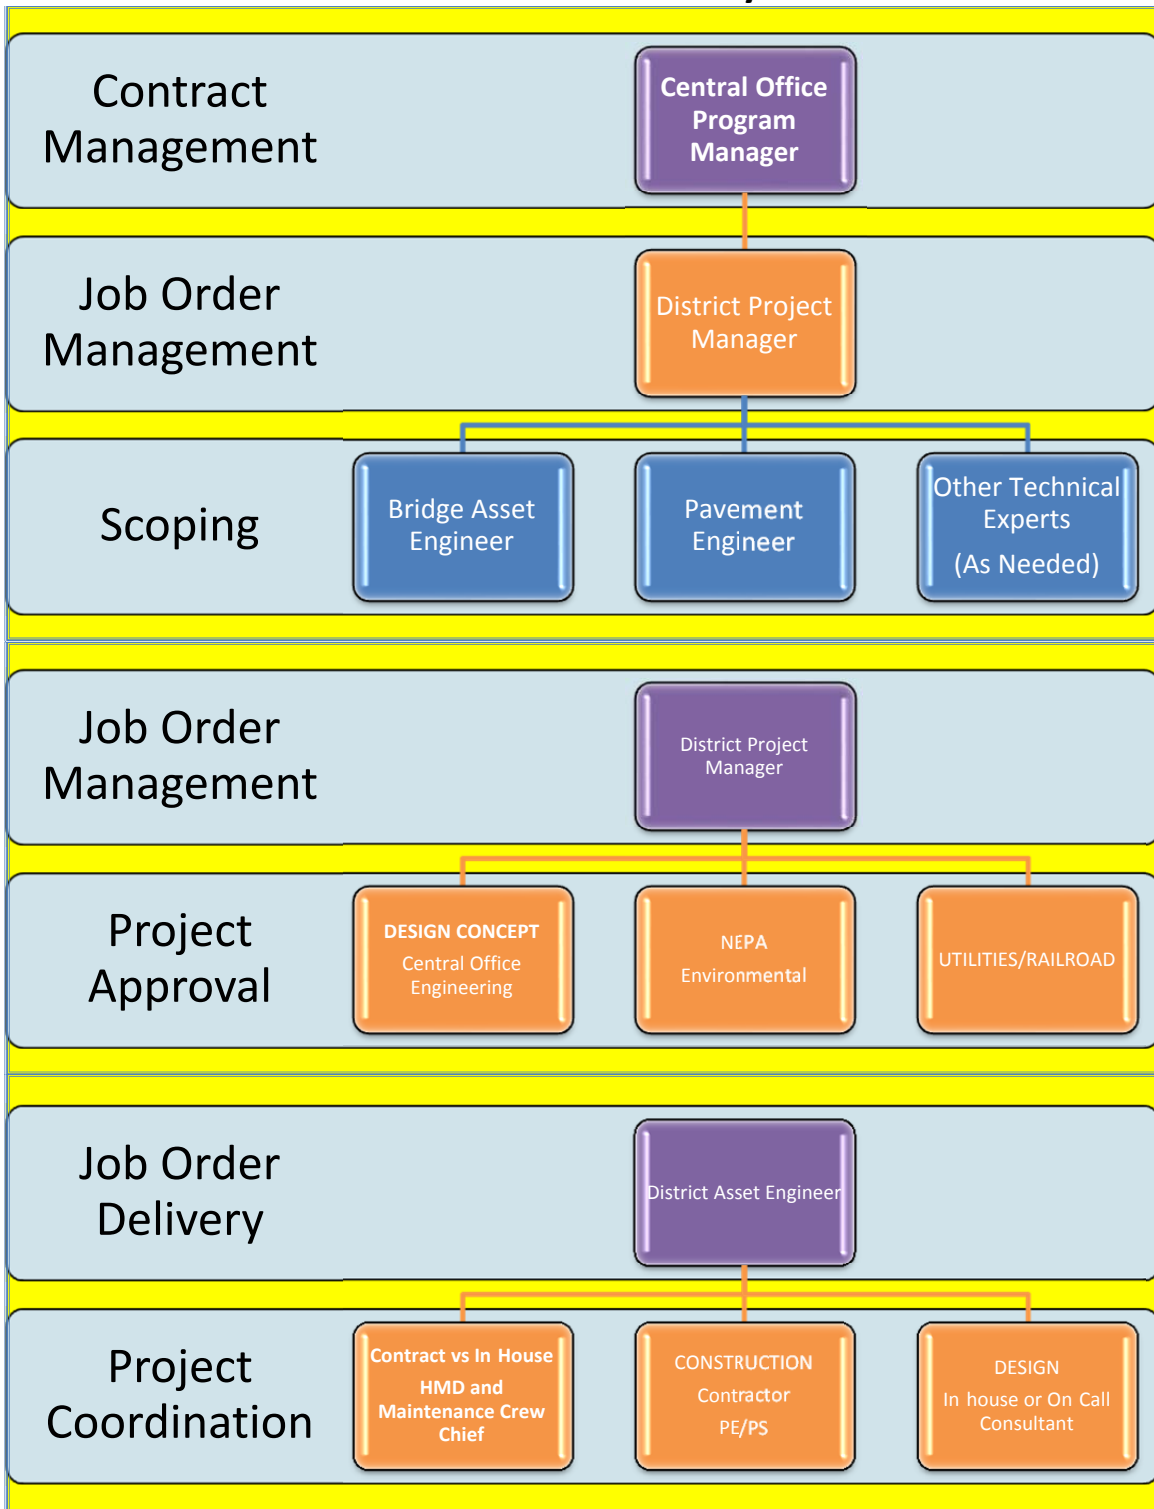 Contract
Management
Central Office
Program
Manager
Job Order
Management
District Project
Manager
Scoping
Bridge Asset
Engineer
Pavement
Engineer
Other Technical
Experts
(As Needed)
Job Order
Management
District Project
Manager
Project
Approval
DESIGN CONCEPT
Central Office
Engineering
NEPA
Environmental
UTILITIES/RAILROAD
Job Order
Delivery
District Asset Engineer
Project
Coordination
Contract vs In House
HMD and
Maintenance Crew
Chief
CONSTRUCTION
Contractor
PE/PS
DESIGN
In house or On Call
Consultant